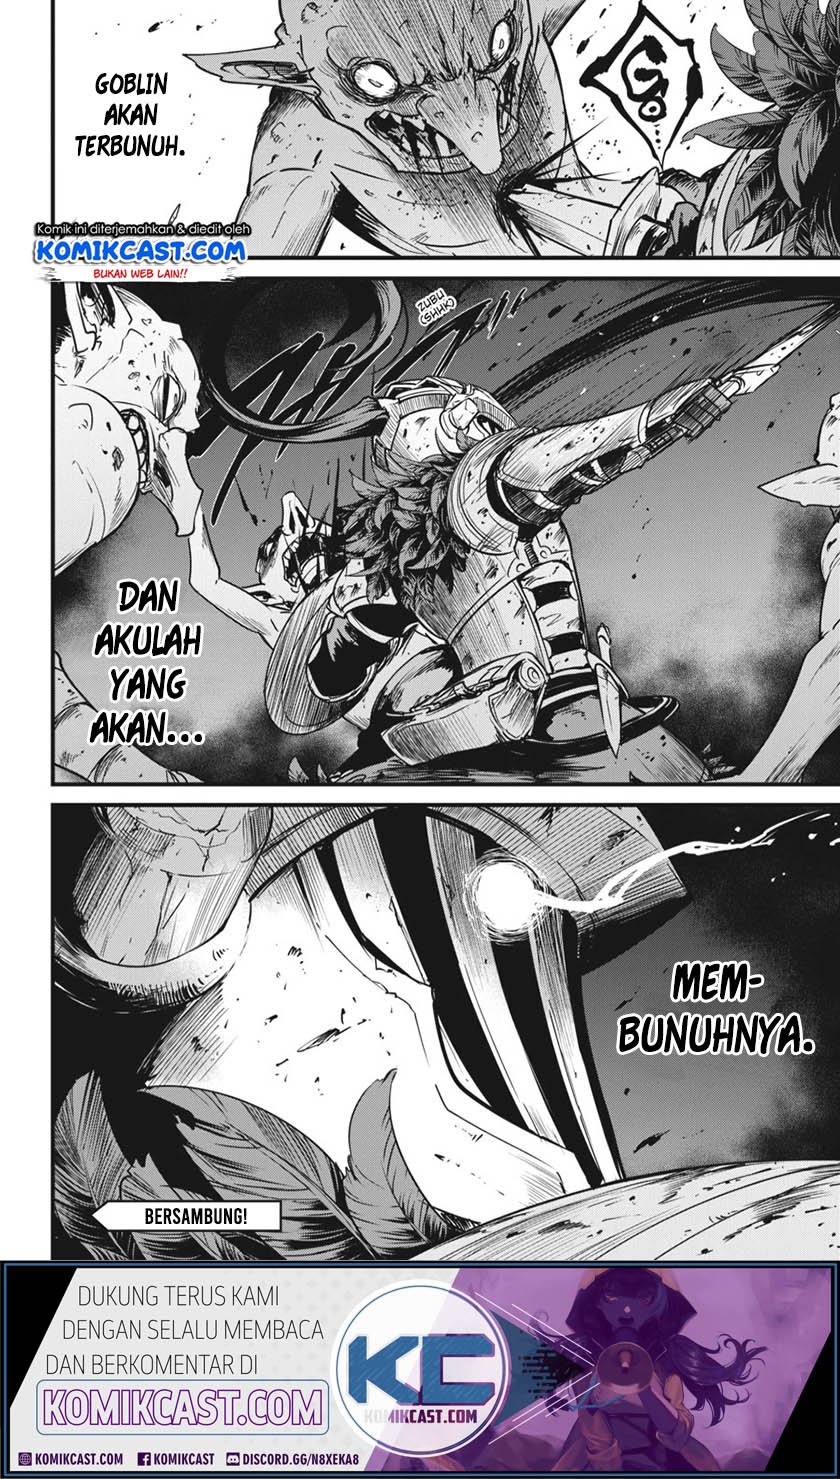 GOBLIN
AKAN
TERBUNUH.
Komik ini diterjemahkan & diedit oleh
KOMIKCAST.COM
BUKAN WEB LAIN!!
ZUBU
(SHHK)
DAN
AKULAH
YANG
AKAN...
MEM-
BUNUHNYA.
BERSAMBUNG!
DUKUNG TERUS KAMI
DENGAN SELALU MEMBACA
DAN BERKOMENTAR DI
KOMIKCAST.COM
KC
KOMIKCAST.COM
KOMIKCAST.COM
KOMIKCAST
DISCORD.GG/N8XEKA8